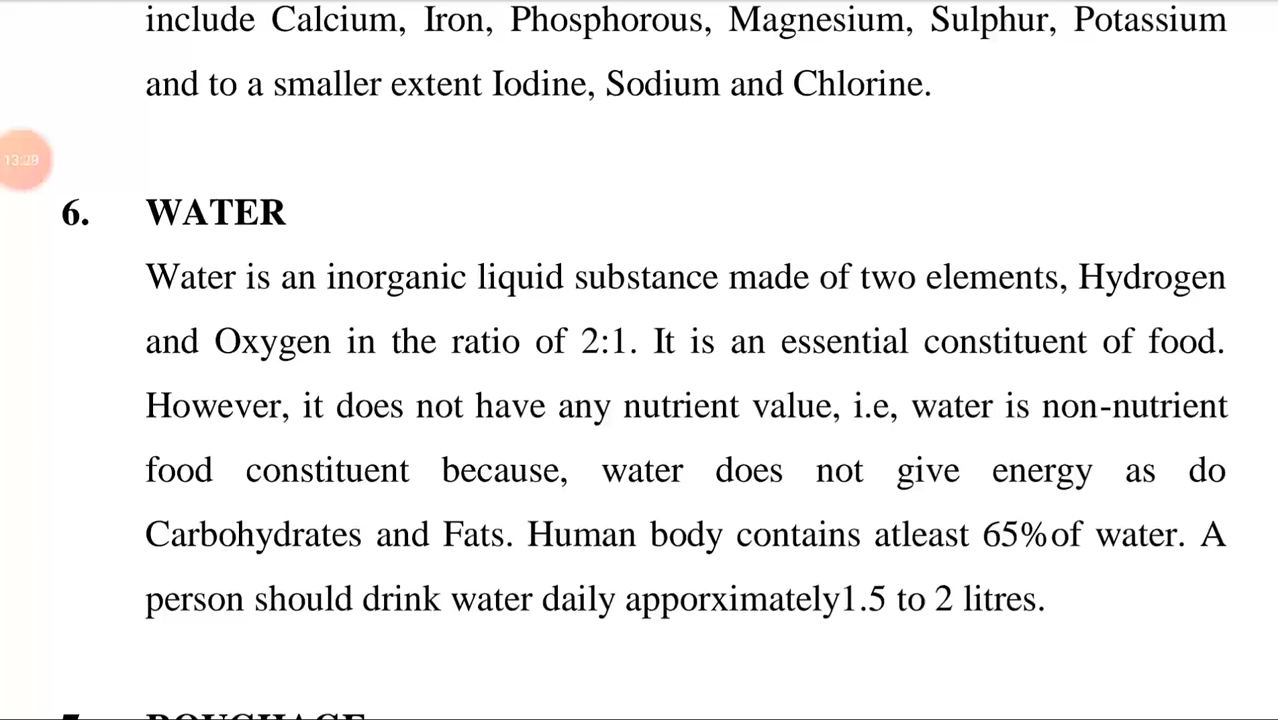 include Calcium, Iron, Phosphorous, Magnesium, Sulphur, Potassium
and to a smaller extent Iodine, Sodium and Chlorine.
13:29
6. WATER
Water is an inorganic liquid substance made of two elements, Hydrogen
and Oxygen in the ratio of 2:1. It is an essential constituent of food.
However, it does not have any nutrient value, i.e, water is non-nutrient
food constituent because, water does not give energy as do
Carbohydrates and Fats. Human body contains atleast 65%of water. A
person should drink water daily apporximately1.5 to 2 litres.
7. ROUGHAGE